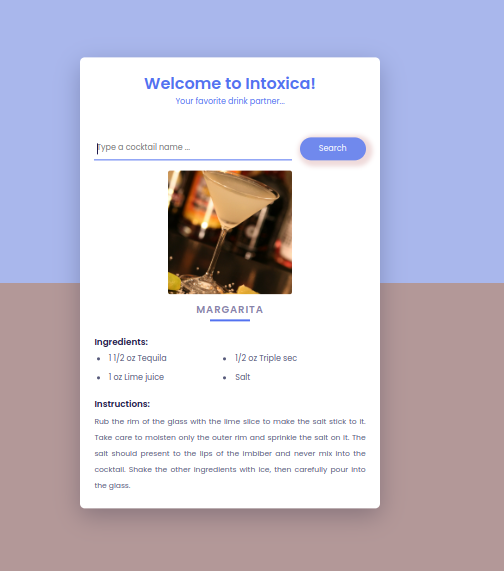 Welcome to Intoxica!
Your favorite drink partner...
Type a cocktail name ...
Search
MARGARITA
Ingredients:
1 1/2 oz Tequila
1/2 oz Triple sec
1 oz Lime juice
Salt
Instructions:
Rub the rim of the glass with the lime slice to make the salt stick to it.
Take care to moisten only the outer rim and sprinkle the salt on it. The
salt should present to the lips of the imbiber and never mix into the
cocktail. Shake the other ingredients with ice, then carefully pour into
the glass.